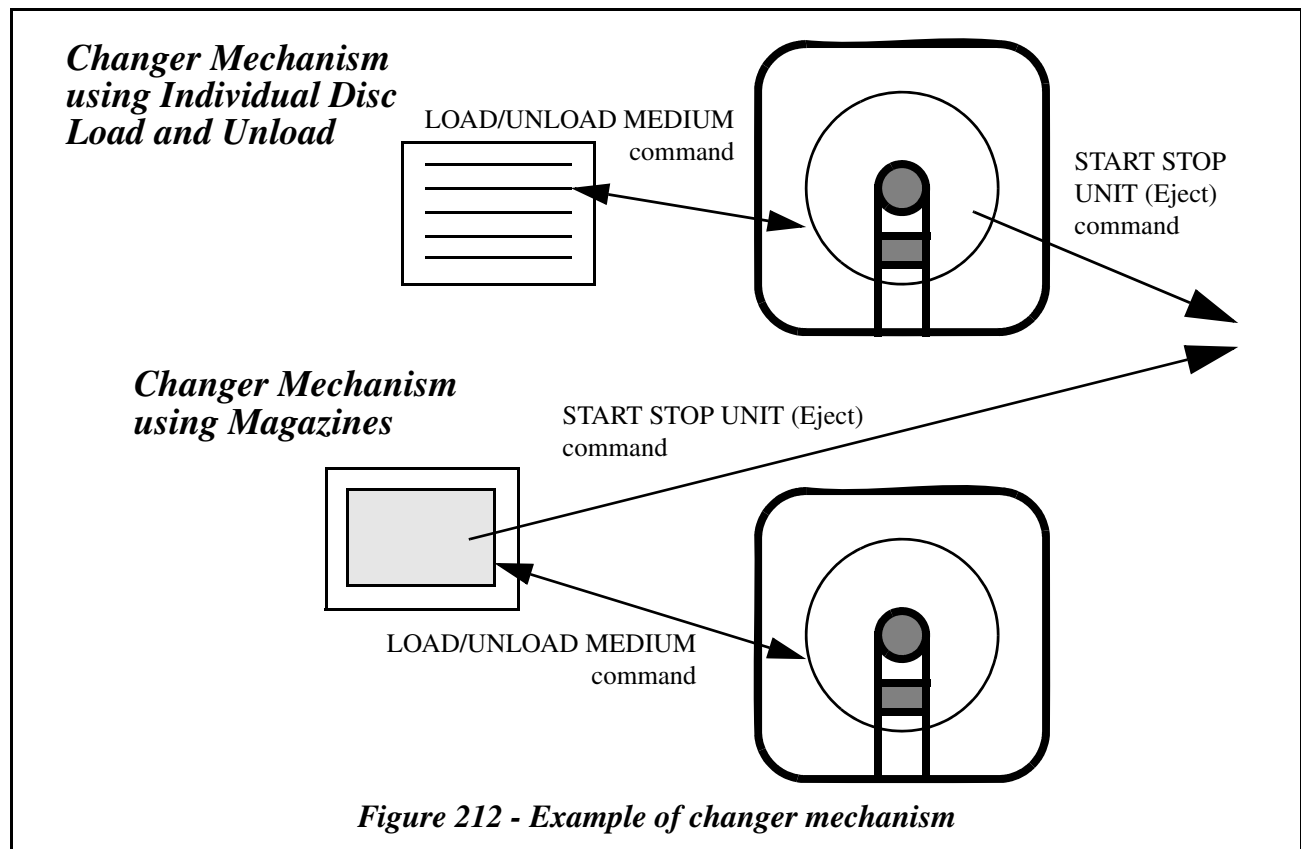 Changer Mechanism
using Individual Disc
Load and Unload
LOAD/UNLOAD MEDIUM
command
START STOP
UNIT (Eject)
command
Changer Mechanism
using Magazines
START STOP UNIT (Eject)
command
LOAD/UNLOAD MEDIUM
command
Figure 212 - Example of changer mechanism